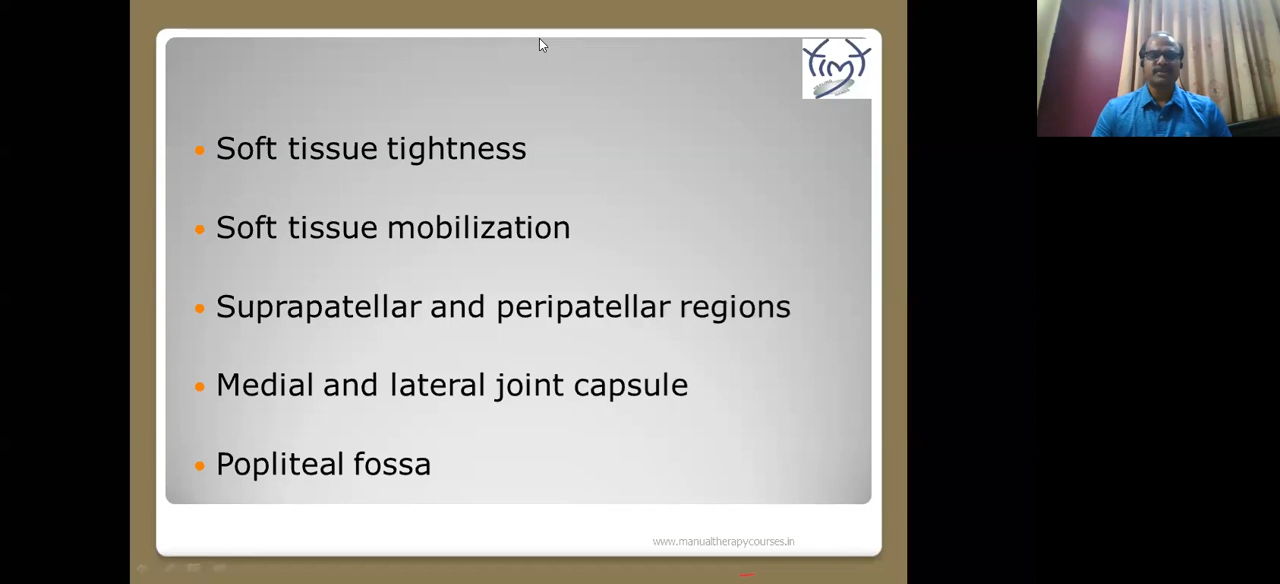 Soft tissue tightness
Soft tissue mobilization
Suprapatellar and peripatellar regions
Medial and lateral joint capsule
Popliteal fossa
www.manualtherapycourses.in